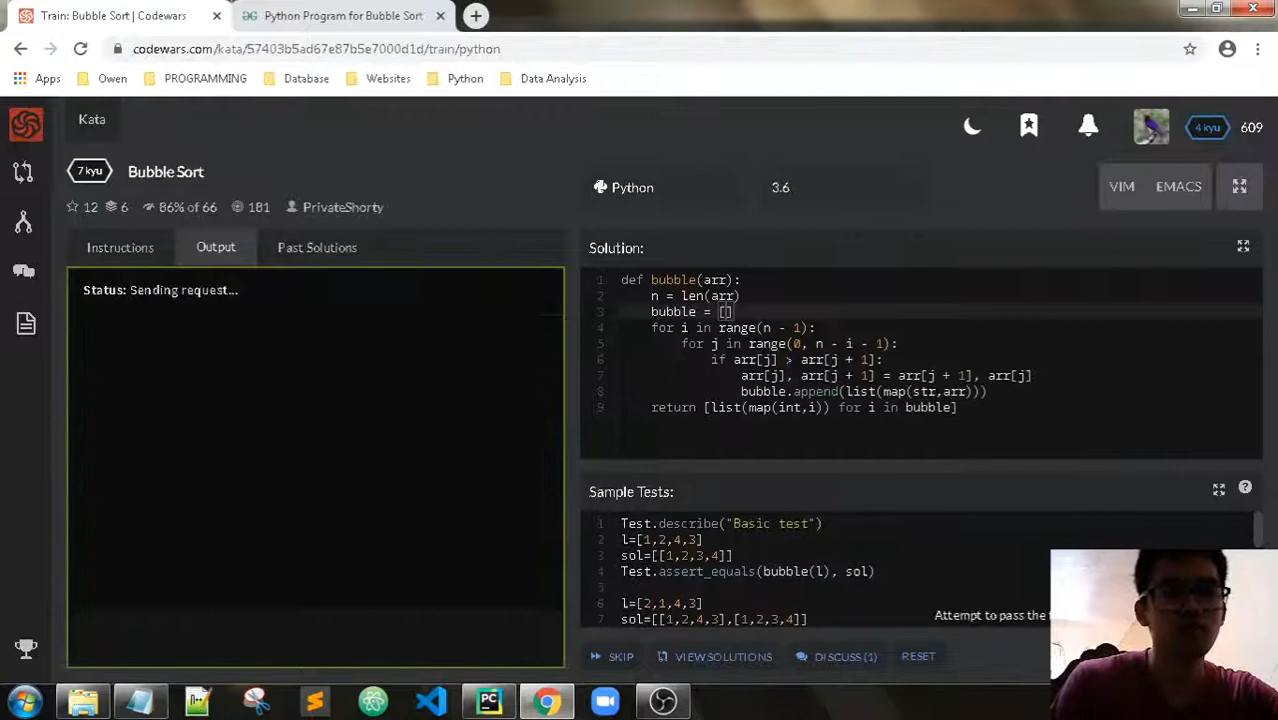 Train: Bubble Sort | Codewars
Python Program for Bubble Sort
codewars.com/kata/57403b5ad67e87b5e7000d1d/train/python
Apps Owen PROGRAMMING Database Websites Python Data Analysis
Kata
4 kyu 609
7 kyu Bubble Sort
Python 3.6 VIM EMACS
12 6 86% of 66 181 PrivateShorty
Instructions Output Past Solutions
Solution:
Status: Sending request...
1 def bubble(arr):
2 n = len(arr)
3 bubble = []
4 for i in range(n - 1):
5 for j in range(0, n - i - 1):
6 if arr[j] > arr[j + 1]:
7 arr[j], arr[j + 1] = arr[j + 1], arr[j]
8 bubble.append(list(map(str,arr)))
9 return [list(map(int,i)) for i in bubble]
Sample Tests:
1 Test.describe("Basic test")
2 l=[1,2,4,3]
3 sol=[[1,2,3,4]]
4 Test.assert_equals(bubble(l), sol)
5
6 l=[2,1,4,3]
7 sol=[[1,2,4,3],[1,2,3,4]]
Attempt to pass the
SKIP VIEW SOLUTIONS DISCUSS (1) RESET
PC